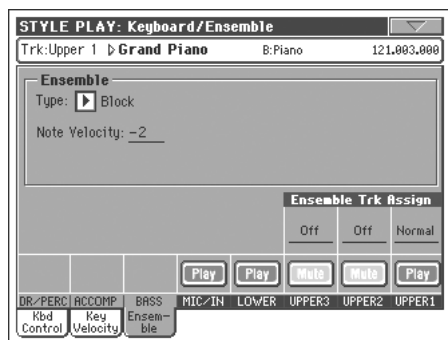 STYLE PLAY: Keyboard/Ensemble
Trk:Upper 1 ▷Grand Piano B:Piano 121.003.000
Ensemble
Type: Block
Note Velocity: -2
Ensemble Trk Assign
Off Off Normal
Play Play Mute Mute Play
DR/PERC ACCOMP BASS MIC/IN LOWER UPPER3 UPPER2 UPPER1
Kbd Key Ensem-
Control Velocity ble